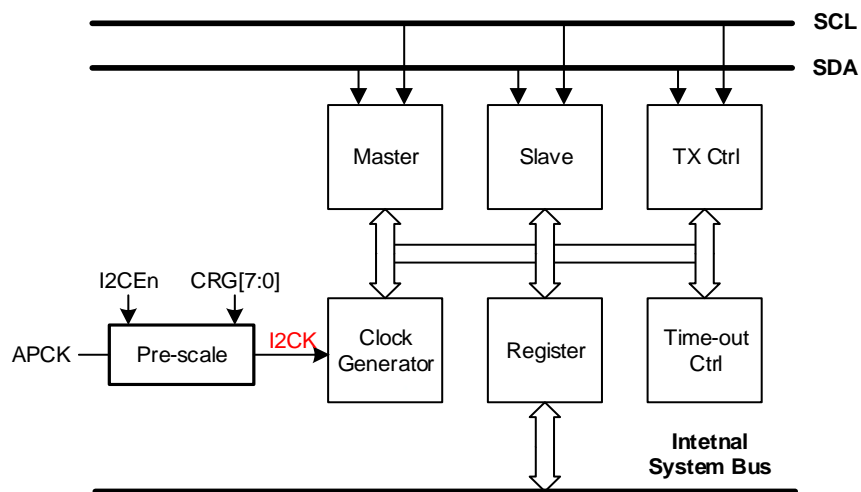 SCL
SDA
Master
Slave
TX Ctrl
I2CEn
CRG[7:0]
APCK
Pre-scale
I2CK
Clock
Generator
Register
Time-out
Ctrl
Intetnal
System Bus